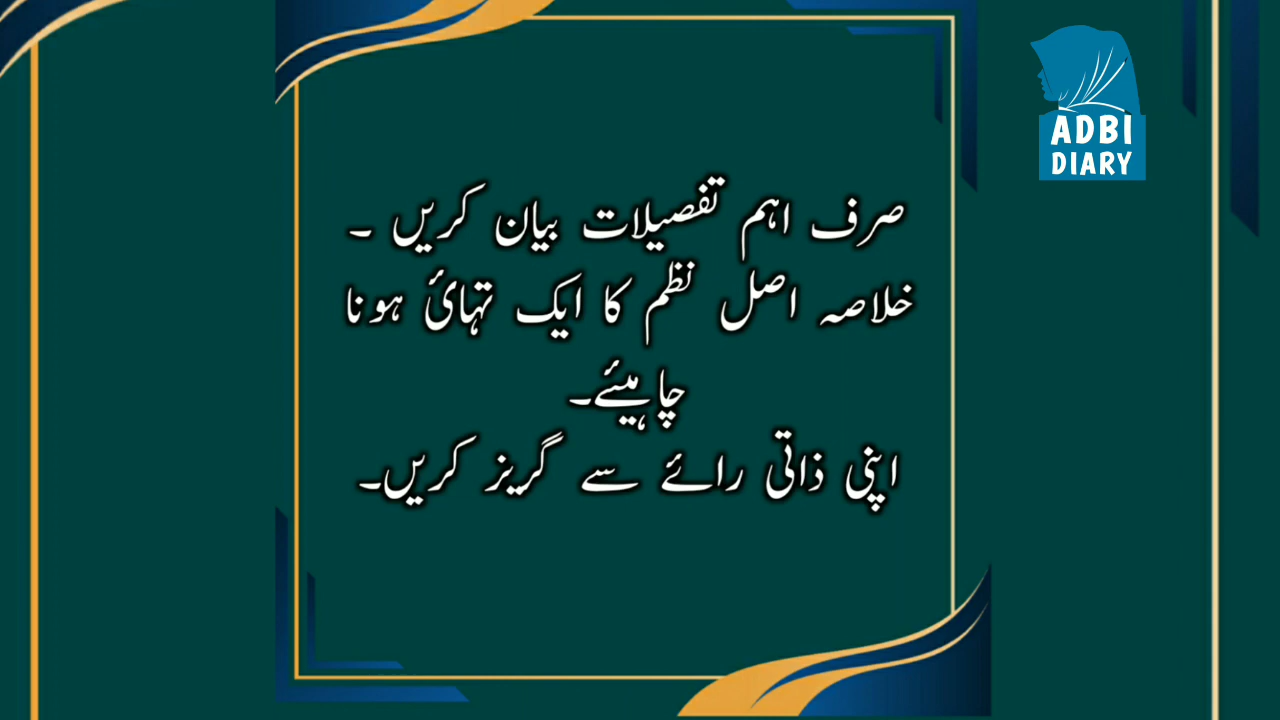 صرف اہم تفصیلات بیان کریں ۔
خلاصہ اصل نظم کا ایک تہائ ہونا
چاہیئے۔
اپنی ذاتی رائے سے گریز کریں۔
ADBI
DIARY